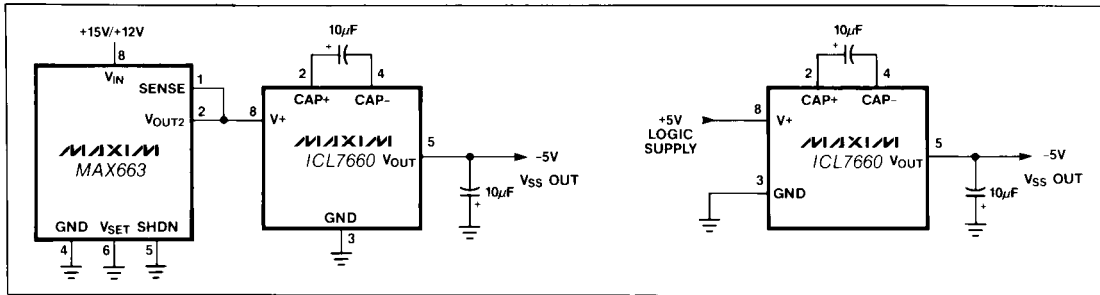 +15V/+12V
8
VIN
SENSE
1
VOUT2
2
MAXIM
MAX663
GND
VSET
SHDN
4
6
5
10µF
+
2
4
CAP+
CAP-
8
V+
MAXIM
ICL7660
VOUT
5
-5V
VSS OUT
10µF
+
GND
3
10µF
+
2
4
CAP+
CAP-
8
+5V
LOGIC
SUPPLY
V+
MAXIM
ICL7660
VOUT
5
-5V
VSS OUT
3
GND
10µF
+